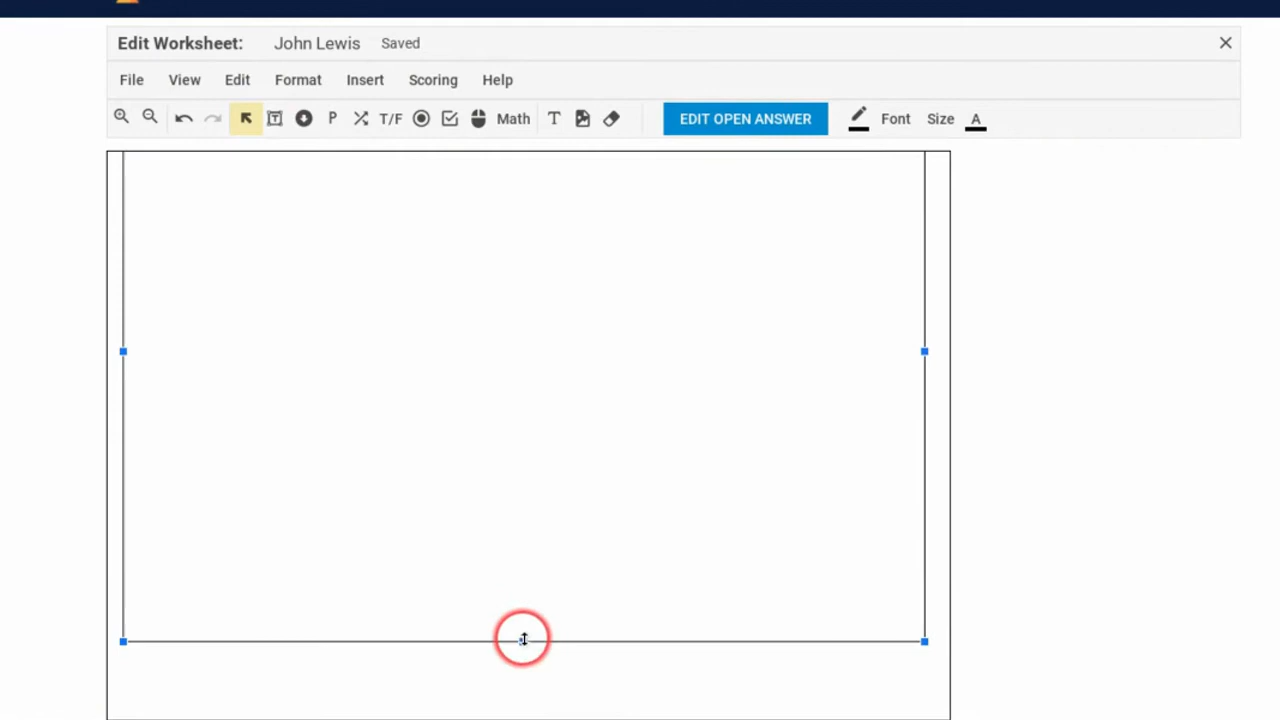 Edit Worksheet: John Lewis Saved
File View Edit Format Insert Scoring Help
T P T/F Math T EDIT OPEN ANSWER Font Size A